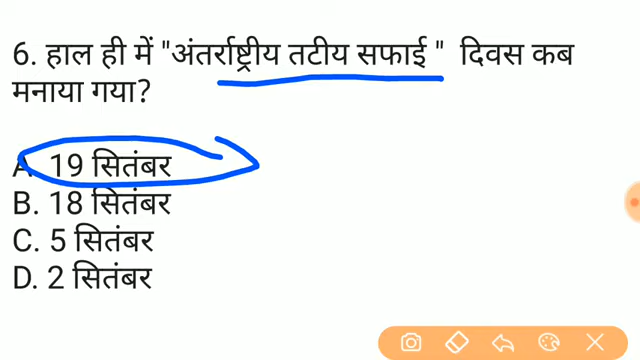 6. हाल ही में "अंतर्राष्ट्रीय तटीय सफाई " दिवस कब
मनाया गया?
A. 19 सितंबर
B. 18 सितंबर
C. 5 सितंबर
D. 2 सितंबर